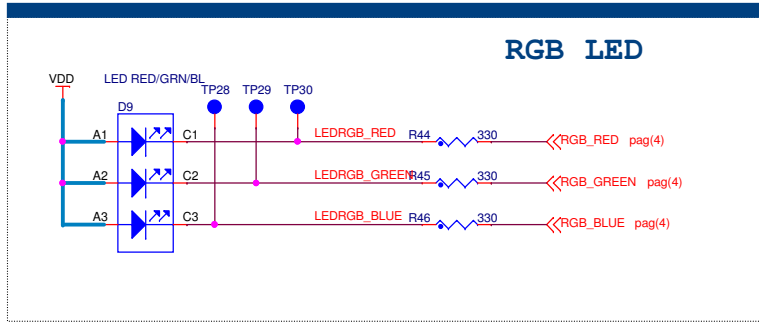 RGB LED
VDD
LED RED/GRN/BL
TP28
TP29
TP30
D9
A1
C1
LEDRGB_RED
R44
330
RGB_RED pag(4)
A2
C2
LEDRGB_GREEN
R45
330
RGB_GREEN pag(4)
A3
C3
LEDRGB_BLUE
R46
330
RGB_BLUE pag(4)